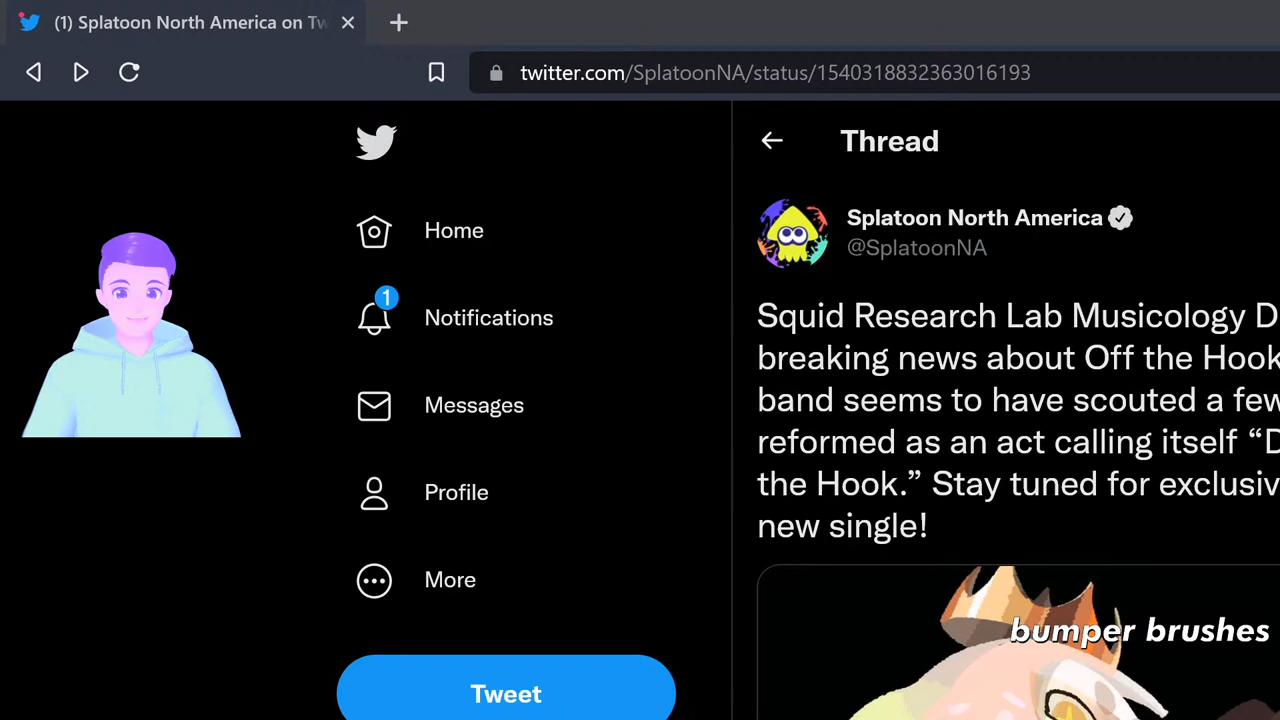 (1) Splatoon North America on Tw
twitter.com/SplatoonNA/status/1540318832363016193
Home
1
Notifications
Messages
Profile
More
Tweet
Thread
Splatoon North America
@SplatoonNA
Squid Research Lab Musicology D
breaking news about Off the Hook
band seems to have scouted a few
reformed as an act calling itself “D
the Hook.” Stay tuned for exclusiv
new single!
bumper brushes